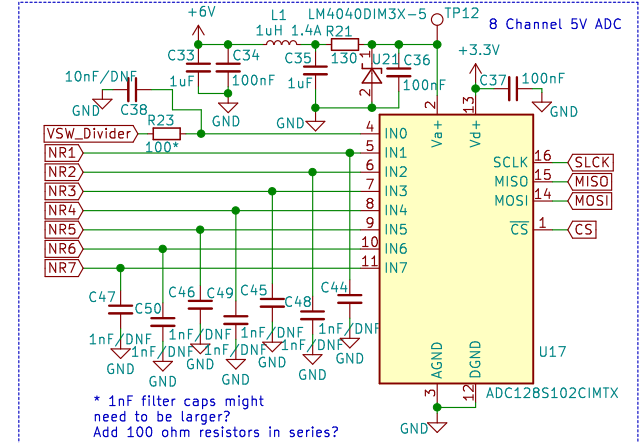 +6V
L1
1uH 1.4A
LM4040DIM3X-5
TP12
8 Channel 5V ADC
R21
130
U21
1
2
+3.3V
C33
1uF
C34
100nF
C35
1uF
C36
100nF
C37
100nF
GND
10nF/DNF
C38
GND
GND
GND
VSW_Divider
R23
100*
2
Va+
13
Vd+
4
IN0
NR1
5
IN1
NR2
6
IN2
NR3
7
IN3
NR4
8
IN4
NR5
9
IN5
NR6
10
IN6
NR7
11
IN7
SCLK
16
SLCK
MISO
15
MISO
MOSI
14
MOSI
CS
1
CS
C47
C50
C46
C49
C45
C48
C44
1nF/DNF
1nF/DNF
1nF/DNF
1nF/DNF
1nF/DNF
1nF/DNF
1nF/DNF
GND
GND
GND
GND
GND
GND
GND
AGND
3
DGND
12
U17
ADC128S102CIMTX
GND
* 1nF filter caps might
need to be larger?
Add 100 ohm resistors in series?